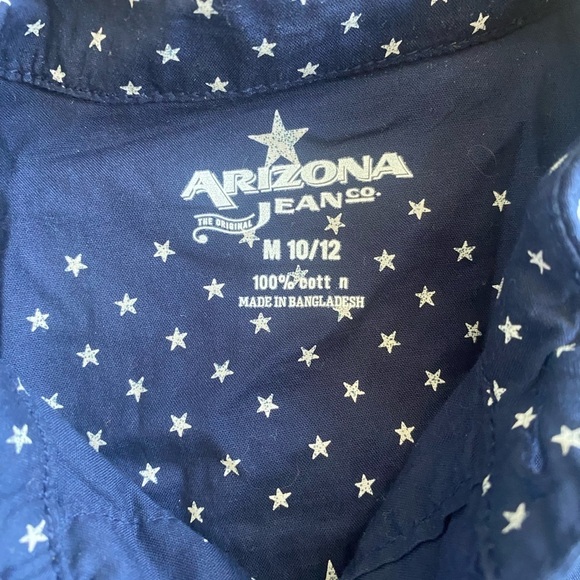 ARIZONA
JEAN CO.
THE ORIGINAL
M 10/12
100% cott n
MADE IN BANGLADESH